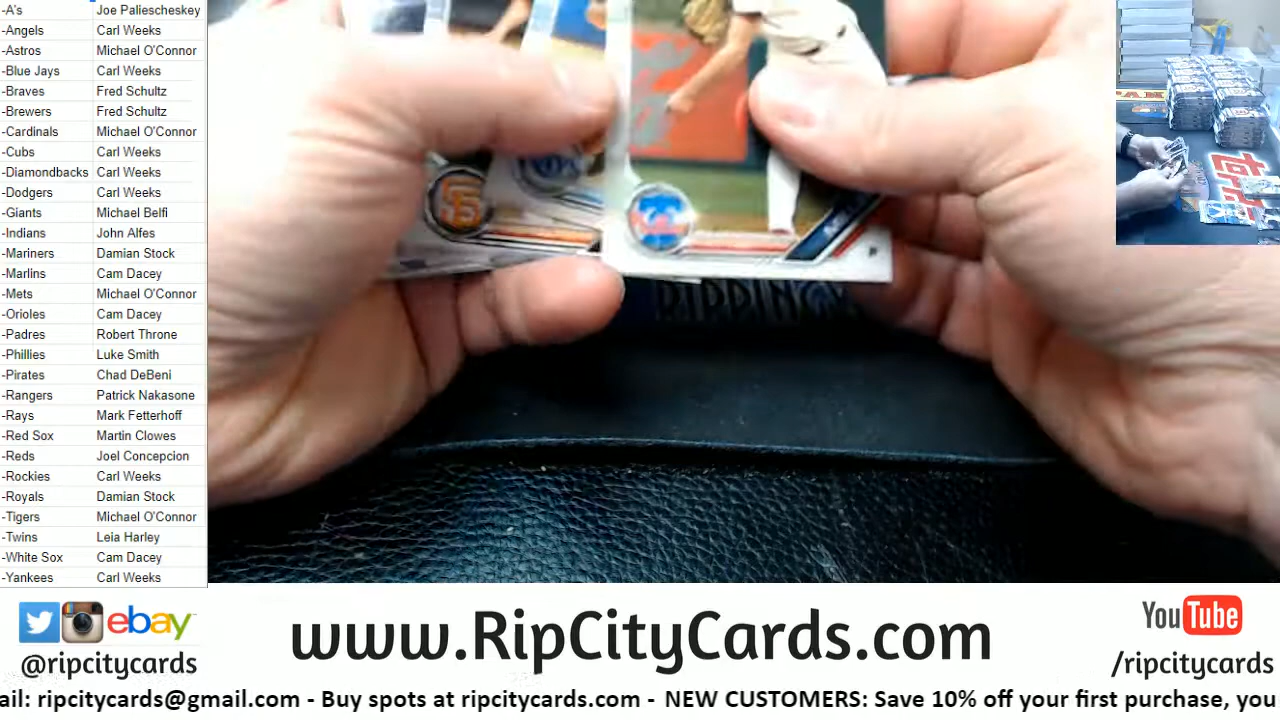 -A's Joe Paliescheskey
-Angels Carl Weeks
-Astros Michael O'Connor
-Blue Jays Carl Weeks
-Braves Fred Schultz
-Brewers Fred Schultz
-Cardinals Michael O'Connor
-Cubs Carl Weeks
-Diamondbacks Carl Weeks
-Dodgers Carl Weeks
-Giants Michael Belfi
-Indians John Alfes
-Mariners Damian Stock
-Marlins Cam Dacey
-Mets Michael O'Connor
-Orioles Cam Dacey
-Padres Robert Throne
-Phillies Luke Smith
-Pirates Chad DeBeni
-Rangers Patrick Nakasone
-Rays Mark Fetterhoff
-Red Sox Martin Clowes
-Reds Joel Concepcion
-Rockies Carl Weeks
-Royals Damian Stock
-Tigers Michael O'Connor
-Twins Leia Harley
-White Sox Cam Dacey
-Yankees Carl Weeks
SF
ebay
@ripcitycards
www.RipCityCards.com
YouTube
/ripcitycards
ail: ripcitycards@gmail.com - Buy spots at ripcitycards.com - NEW CUSTOMERS: Save 10% off your first purchase, you